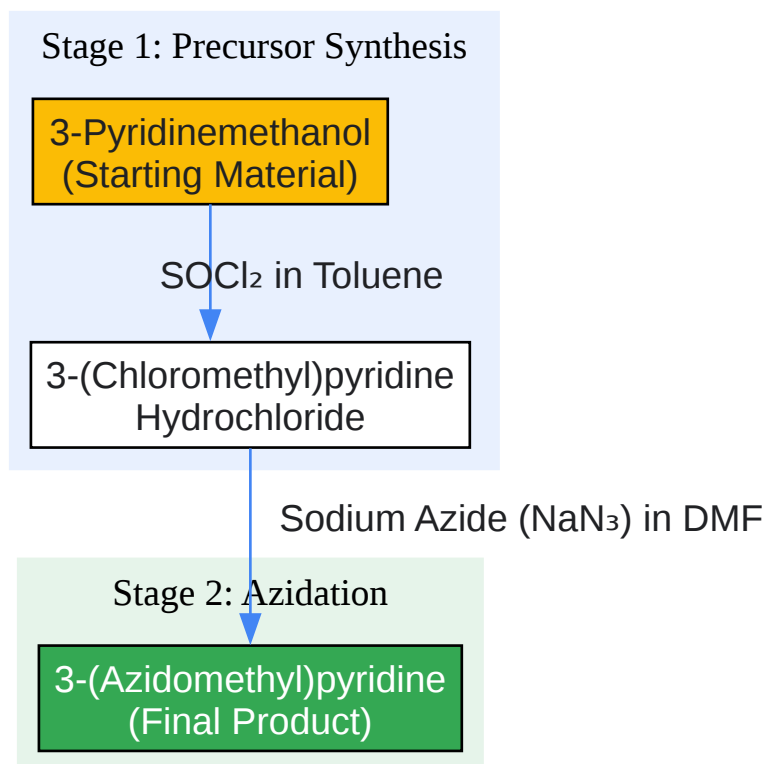 Stage 1: Precursor Synthesis
3-Pyridinemethanol
(Starting Material)
SOCl₂ in Toluene
3-(Chloromethyl)pyridine
Hydrochloride
Sodium Azide (NaN₃) in DMF
Stage 2: Azidation
3-(Azidomethyl)pyridine
(Final Product)